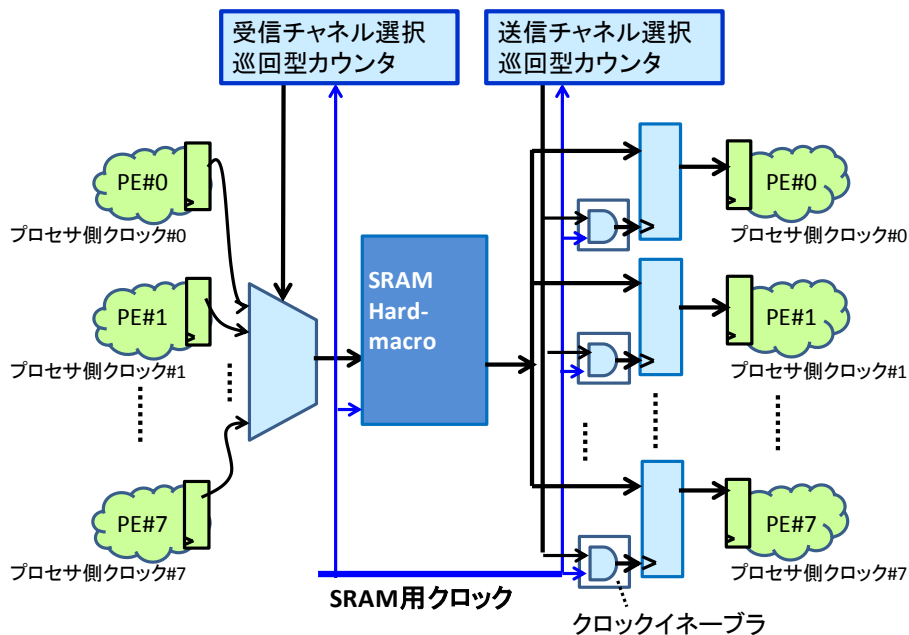 受信チャネル選択
巡回型カウンタ
送信チャネル選択
巡回型カウンタ
PE#0
プロセサ側クロック#0
PE#1
プロセサ側クロック#1
PE#7
プロセサ側クロック#7
SRAM
Hard-
macro
SRAM用クロック
PE#0
プロセサ側クロック#0
PE#1
プロセサ側クロック#1
PE#7
プロセサ側クロック#7
クロックイネーブラ